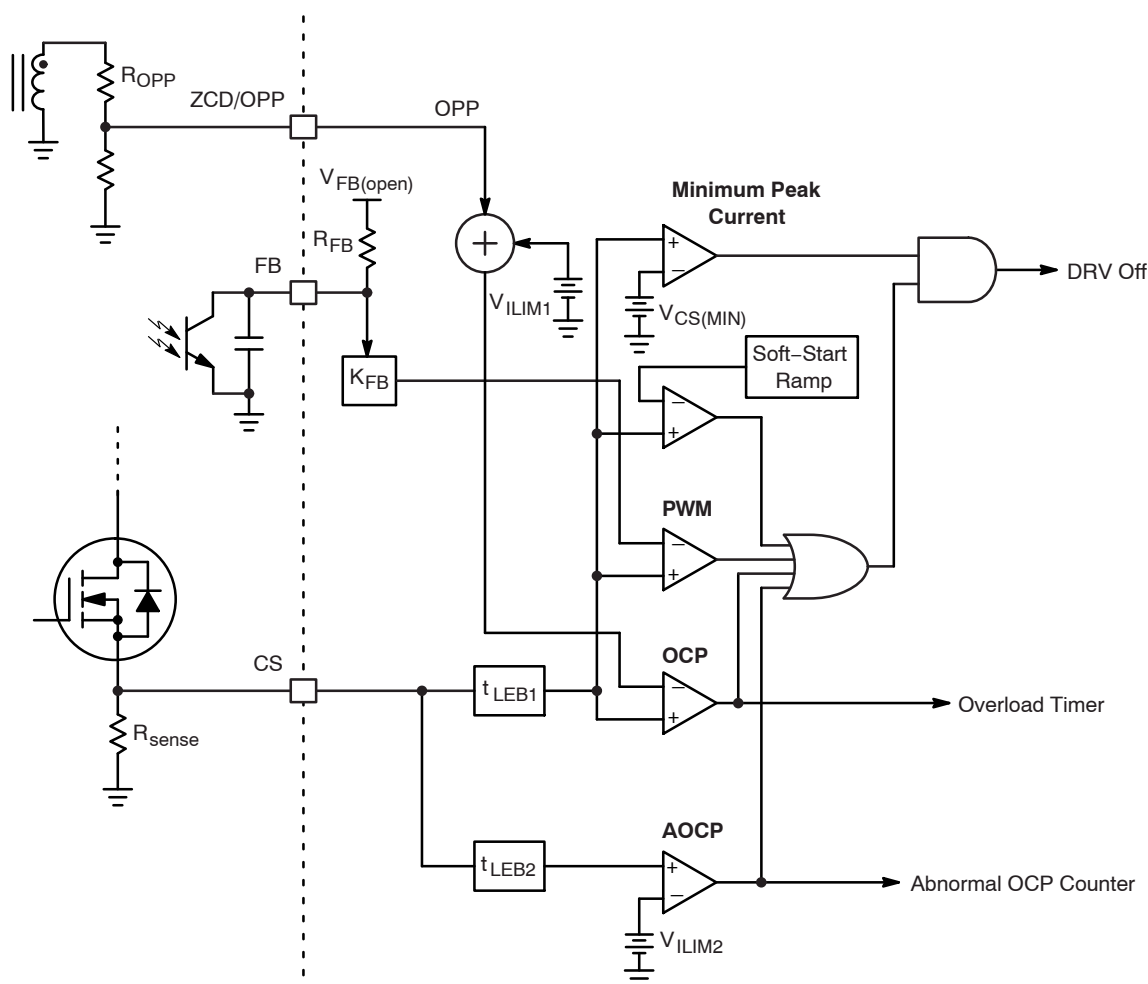 R_OPP
ZCD/OPP
OPP
V_FB(open)
R_FB
FB
K_FB
V_ILIM1
Minimum Peak
Current
+
−
V_CS(MIN)
DRV Off
Soft−Start
Ramp
−
+
PWM
−
+
OCP
−
+
Overload Timer
CS
t_LEB1
R_sense
AOCP
t_LEB2
+
−
Abnormal OCP Counter
V_ILIM2